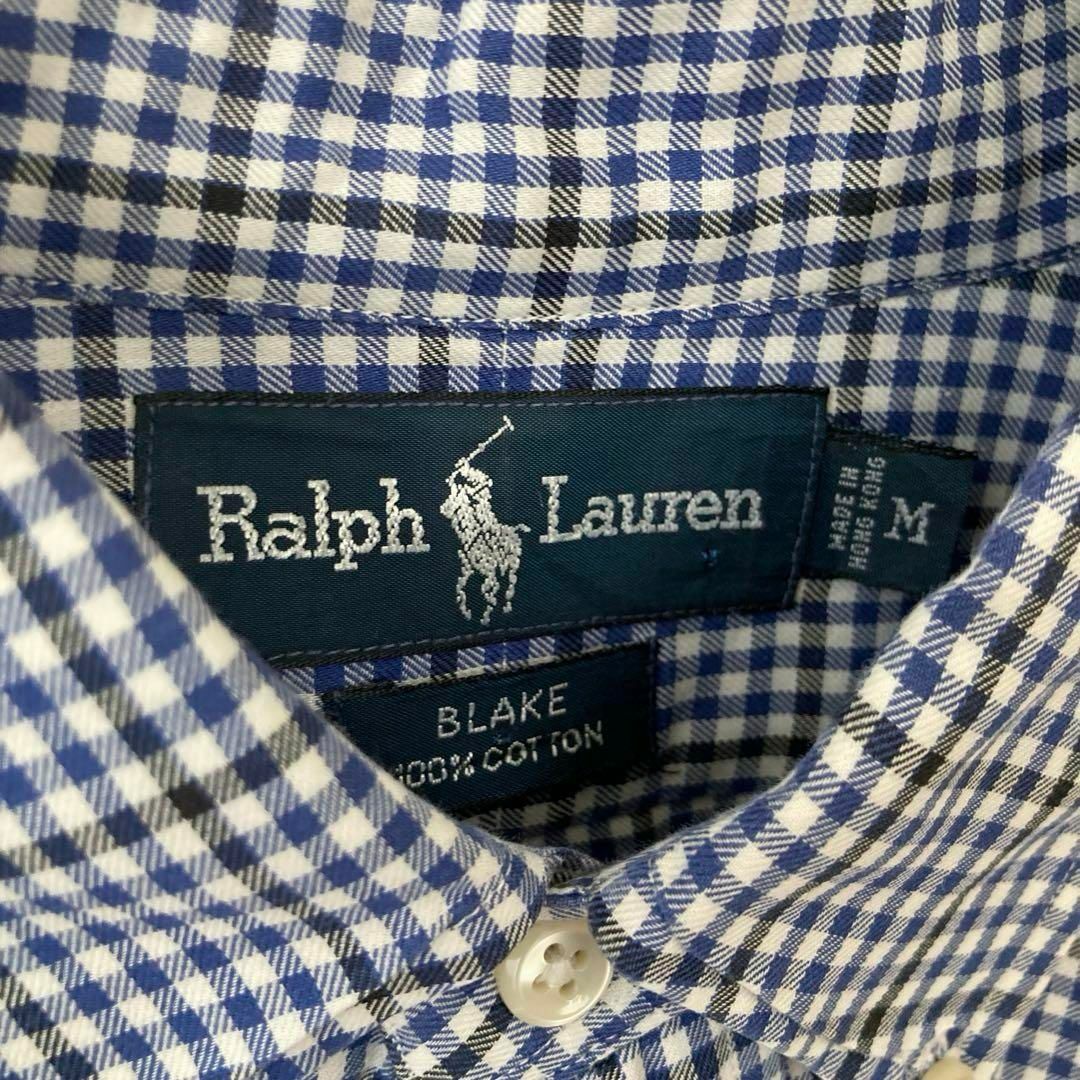 Ralph Lauren
MADE IN
HONG KONG
M
BLAKE
100% COTTON